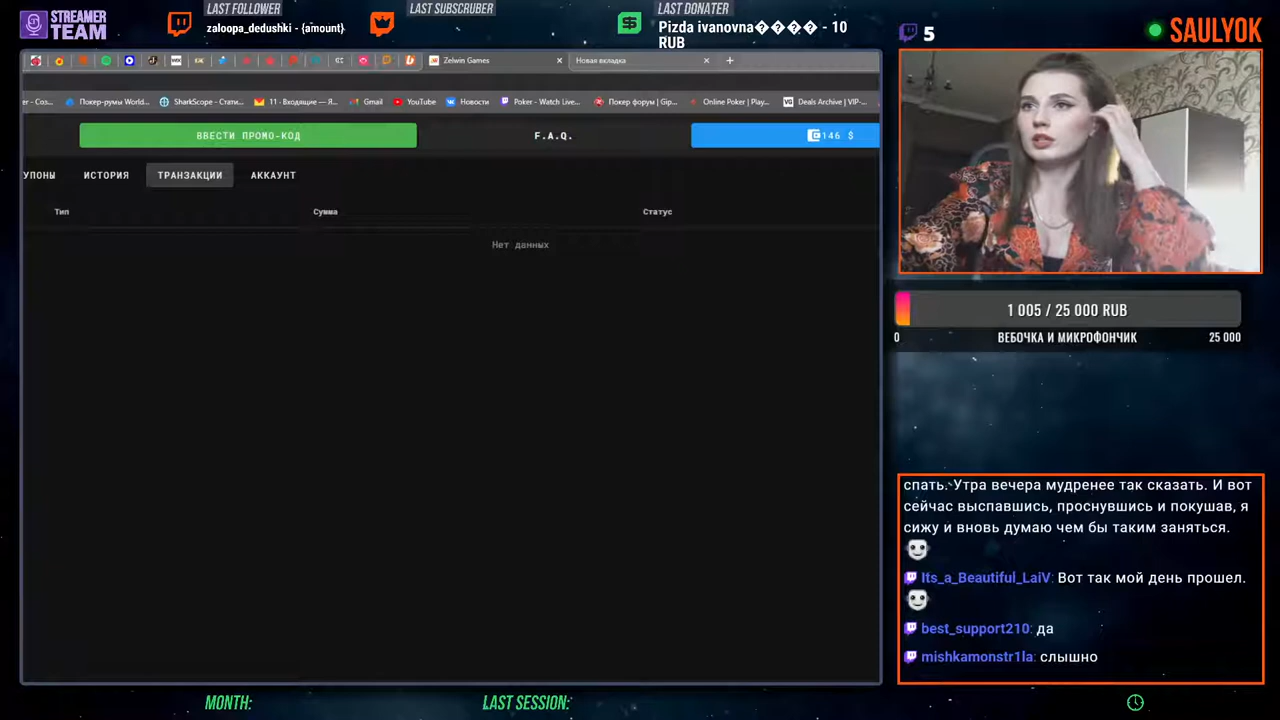 STREAMER
TEAM
LAST FOLLOWER
zaloopa_dedushki - {amount}
LAST SUBSCRUBER
LAST DONATER
Pizda ivanovna���� - 10
RUB
5
SAULYOK
Zelwin Games
Новая вкладка
er - Соз...
Покер-румы World...
SharkScope - Стати...
11 - Входящие — Я...
Gmail
YouTube
Новости
Poker - Watch Live...
Покер форум | Gip...
Online Poker | Play...
Deals Archive | VIP-...
ВВЕСТИ ПРОМО-КОД
F.A.Q.
146 $
УПОНЫ
ИСТОРИЯ
ТРАНЗАКЦИИ
АККАУНТ
Тип
Сумма
Статус
Нет данных
1 005 / 25 000 RUB
0
ВЕБОЧКА И МИКРОФОНЧИК
25 000
спать. Утра вечера мудренее так сказать. И вот
сейчас выспавшись, проснувшись и покушав, я
сижу и вновь думаю чем бы таким заняться.
Its_a_Beautiful_LaiV: Вот так мой день прошел.
best_support210: да
mishkamonstr1la: слышно
MONTH:
LAST SESSION: